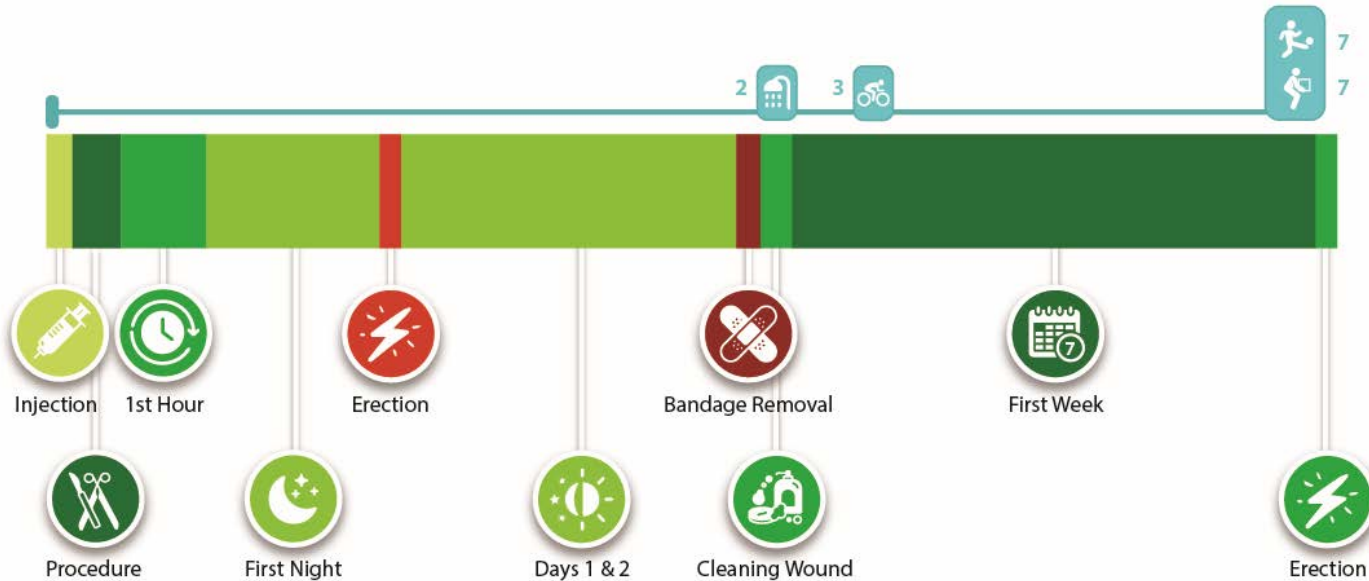 7
2
3
7
Injection
1st Hour
Erection
Bandage Removal
7
First Week
Procedure
First Night
Days 1 & 2
Cleaning Wound
Erection